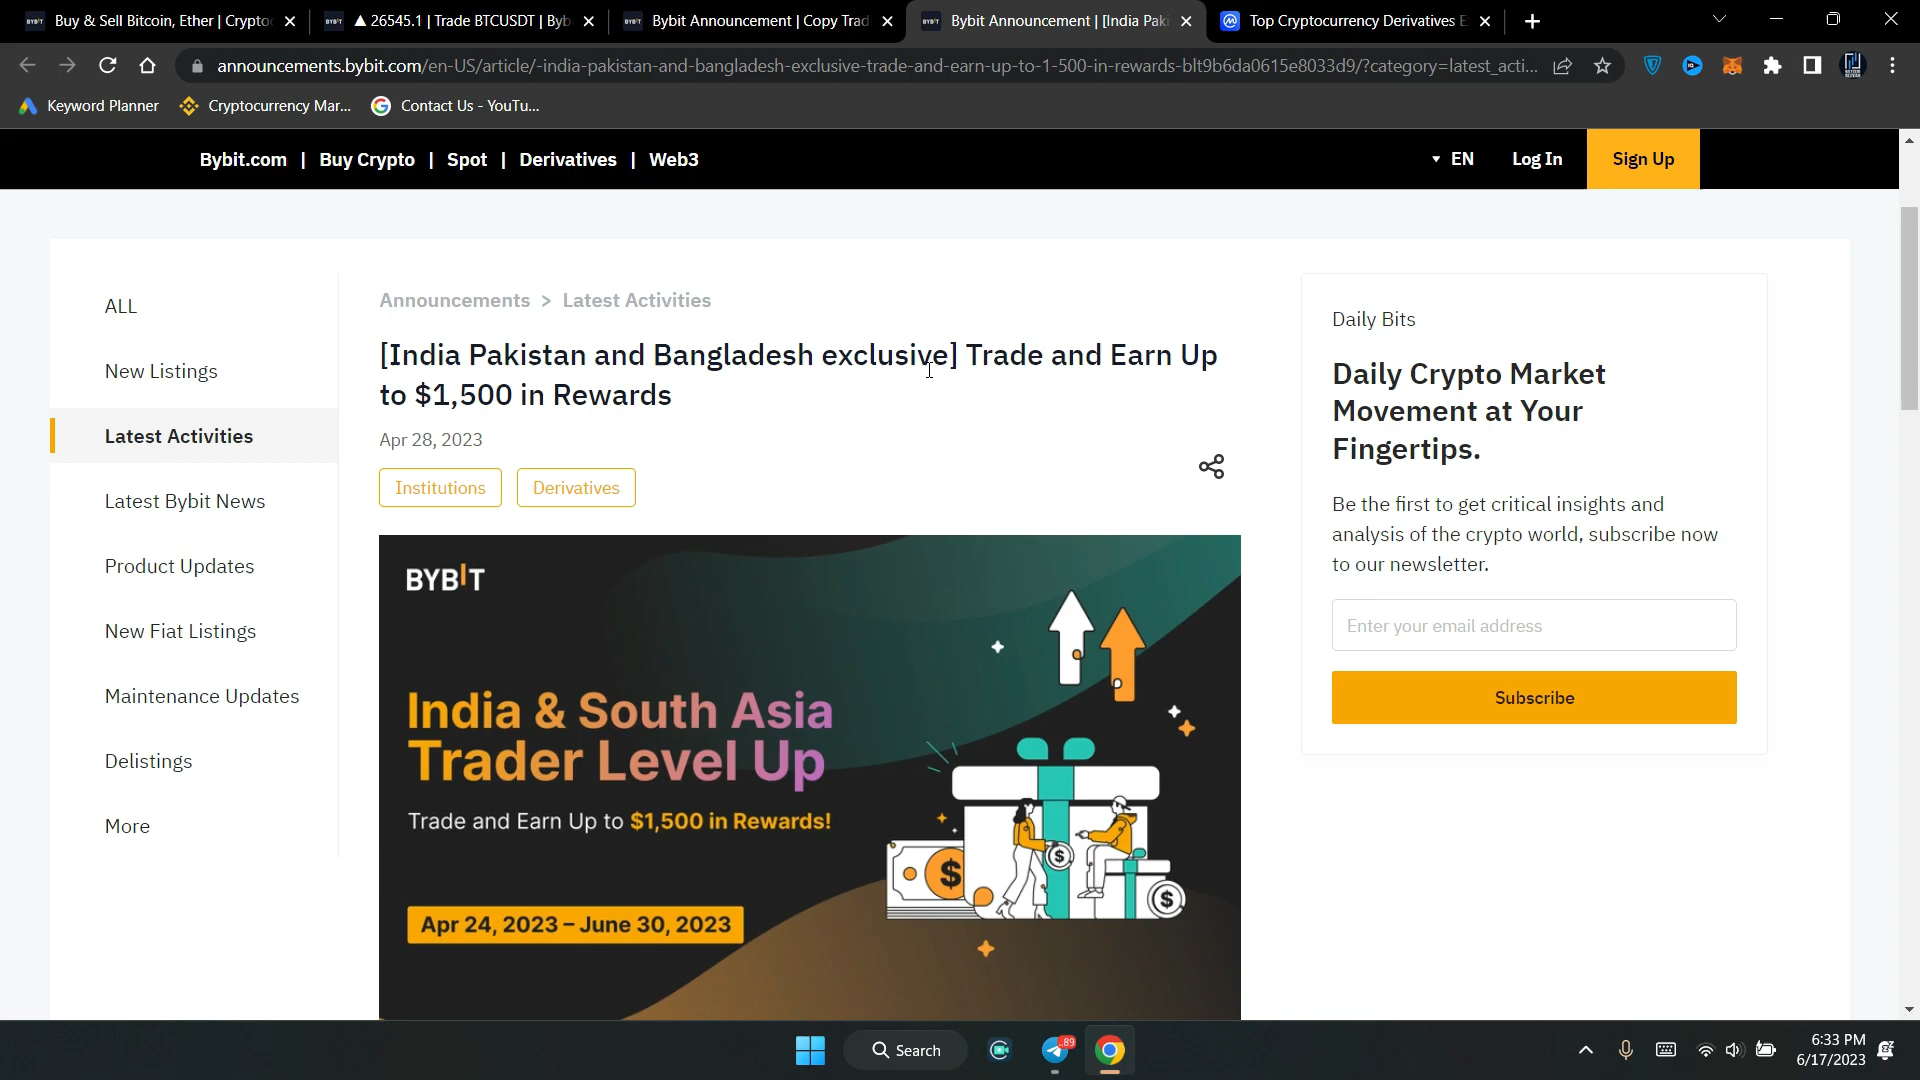 Buy & Sell Bitcoin, Ether | Crypto
▲ 26545.1 | Trade BTCUSDT | Byb
Bybit Announcement | Copy Trad
Bybit Announcement | [India Paki
Top Cryptocurrency Derivatives E
announcements.bybit.com/en-US/article/-india-pakistan-and-bangladesh-exclusive-trade-and-earn-up-to-1-500-in-rewards-blt9b6da0615e8033d9/?category=latest_acti...
Keyword Planner
Cryptocurrency Mar...
Contact Us - YouTu...
Bybit.com | Buy Crypto | Spot | Derivatives | Web3
EN
Log In
Sign Up
ALL
New Listings
Latest Activities
Latest Bybit News
Product Updates
New Fiat Listings
Maintenance Updates
Delistings
More
Announcements > Latest Activities
[India Pakistan and Bangladesh exclusive] Trade and Earn Up
to $1,500 in Rewards
Apr 28, 2023
Institutions
Derivatives
BYBIT
India & South Asia
Trader Level Up
Trade and Earn Up to $1,500 in Rewards!
Apr 24, 2023 – June 30, 2023
Daily Bits
Daily Crypto Market
Movement at Your
Fingertips.
Be the first to get critical insights and
analysis of the crypto world, subscribe now
to our newsletter.
Enter your email address
Subscribe
Search
89
6:33 PM
6/17/2023